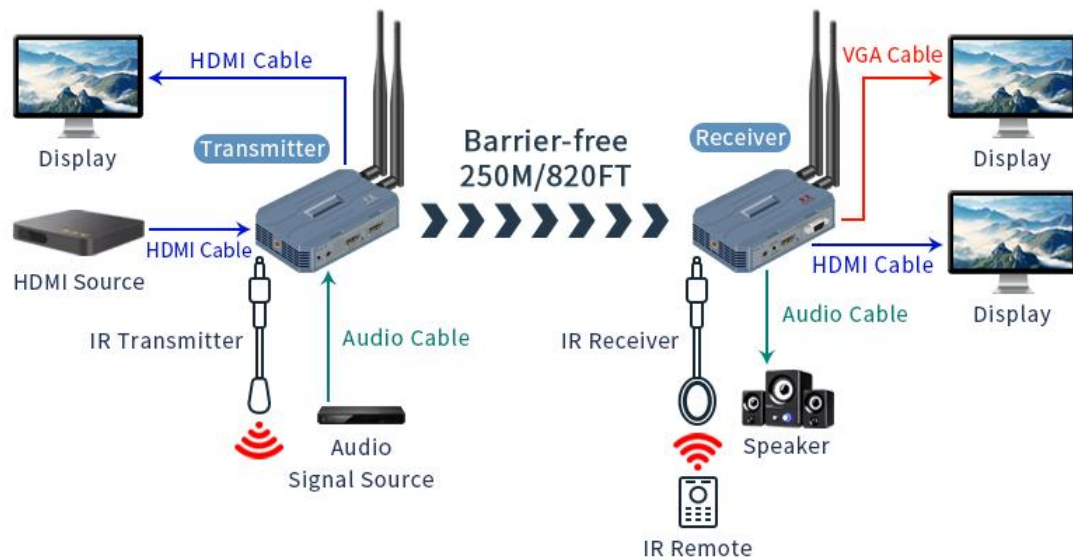 HDMI Cable
Display
Transmitter
HDMI Source
HDMI Cable
IR Transmitter
Audio Cable
Audio
Signal Source
Barrier-free
250M/820FT
Receiver
VGA Cable
Display
HDMI Cable
Display
Audio Cable
IR Receiver
Speaker
IR Remote